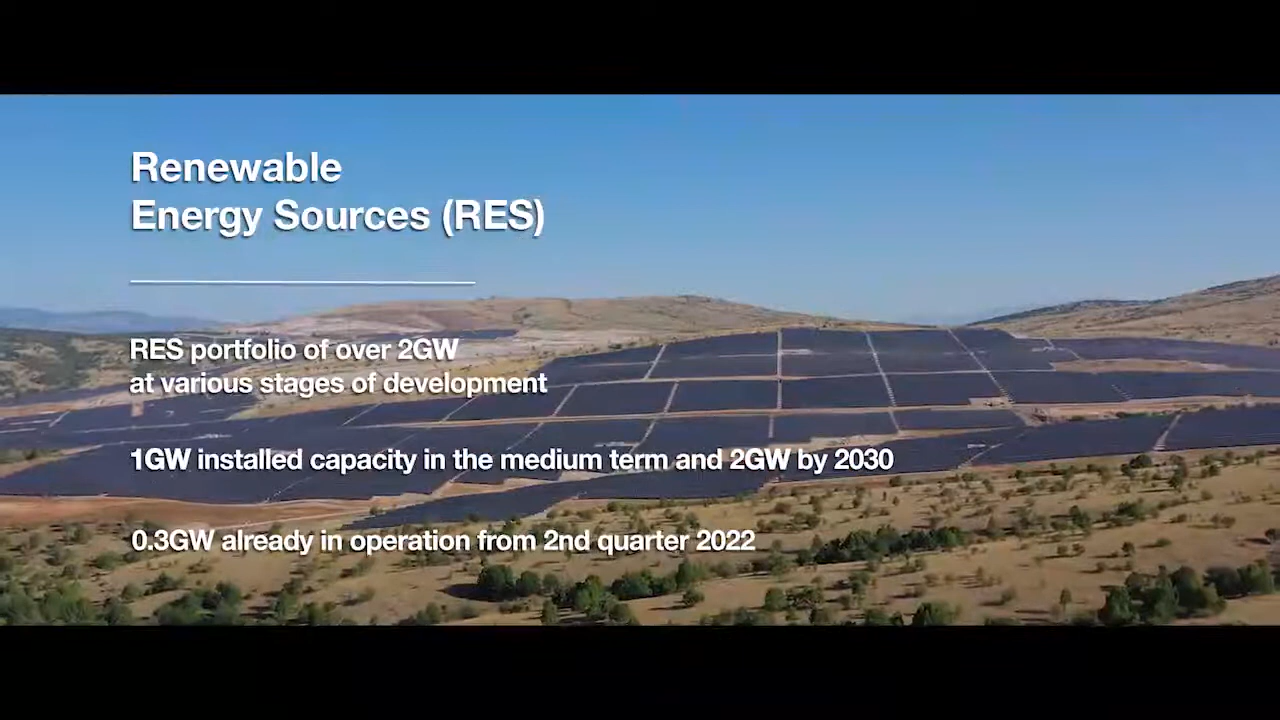 Renewable
Energy Sources (RES)
RES portfolio of over 2GW
at various stages of development
1GW installed capacity in the medium term and 2GW by 2030
0.3GW already in operation from 2nd quarter 2022